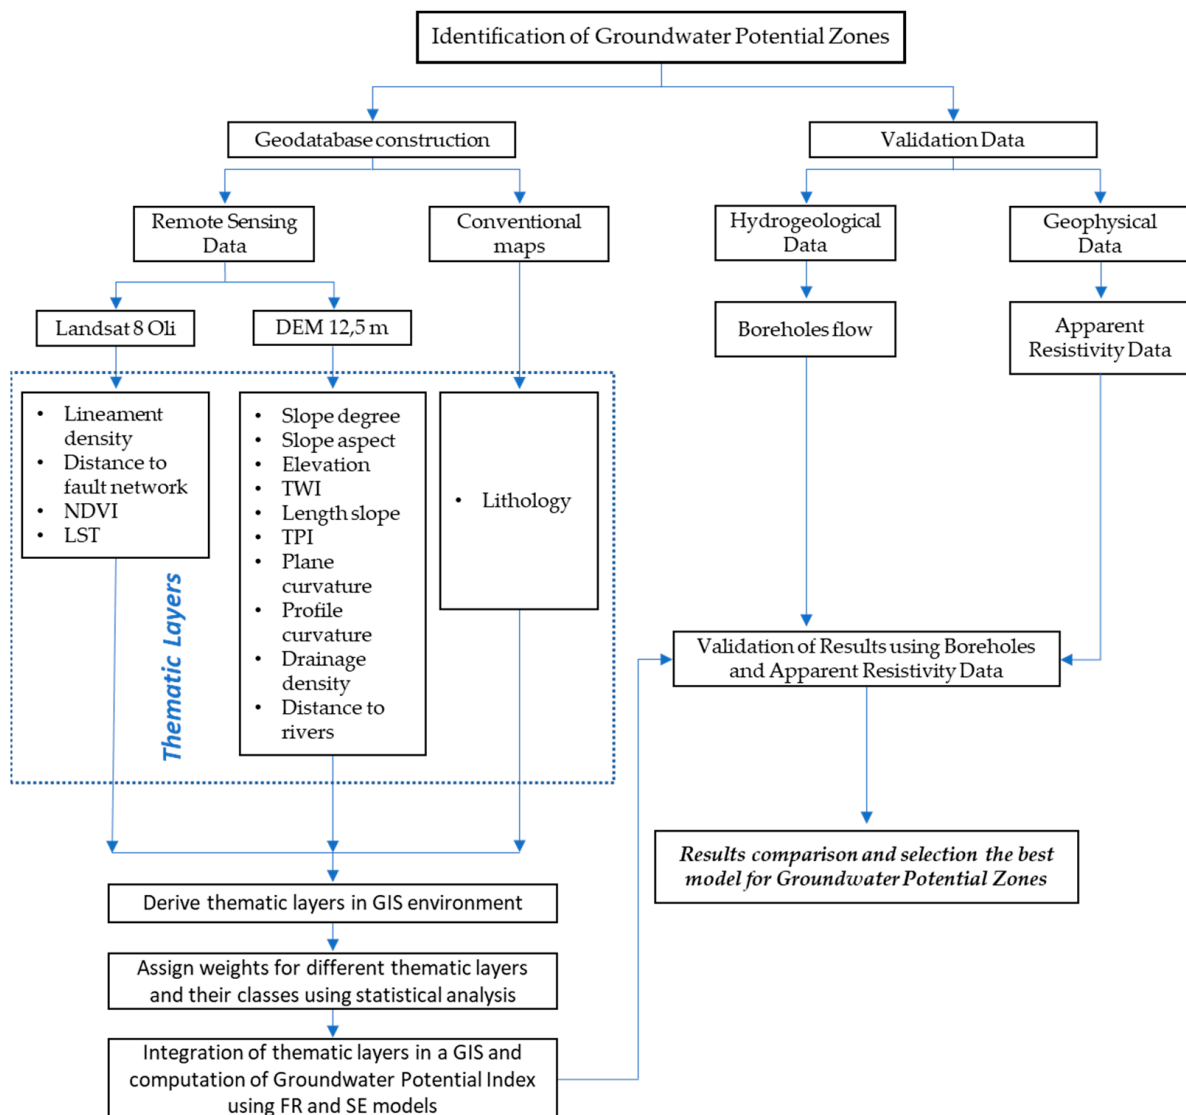 Identification of Groundwater Potential Zones
Geodatabase construction
Validation Data
Remote Sensing
Data
Conventional
maps
Hydrogeological
Data
Geophysical
Data
Landsat 8 Oli
DEM 12,5 m
Boreholes flow
Apparent
Resistivity Data
• Lineament
density
• Distance to
fault network
• NDVI
• LST
• Slope degree
• Slope aspect
• Elevation
• TWI
• Length slope
• TPI
• Plane
curvature
• Profile
curvature
• Drainage
density
• Distance to
rivers
• Lithology
Thematic Layers
Validation of Results using Boreholes
and Apparent Resistivity Data
Results comparison and selection the best
model for Groundwater Potential Zones
Derive thematic layers in GIS environment
Assign weights for different thematic layers
and their classes using statistical analysis
Integration of thematic layers in a GIS and
computation of Groundwater Potential Index
using FR and SE models